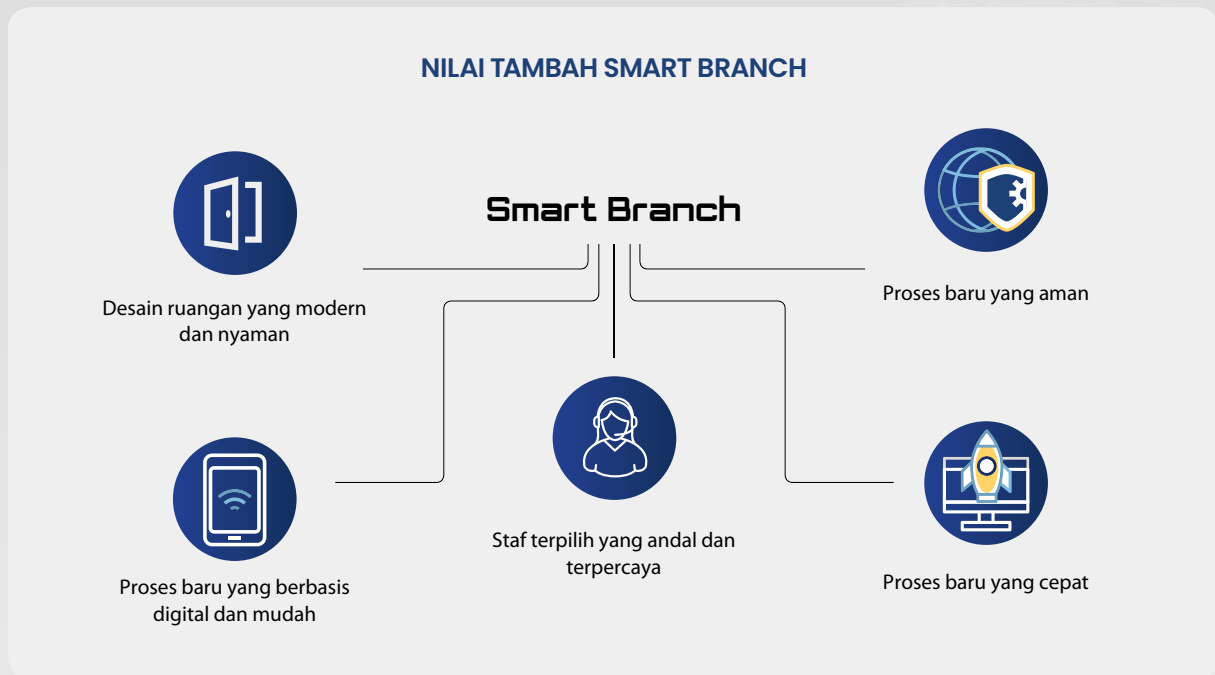 NILAI TAMBAH SMART BRANCH
Smart Branch
Desain ruangan yang modern
dan nyaman
Proses baru yang aman
Proses baru yang berbasis
digital dan mudah
Staf terpilih yang andal dan
terpercaya
Proses baru yang cepat